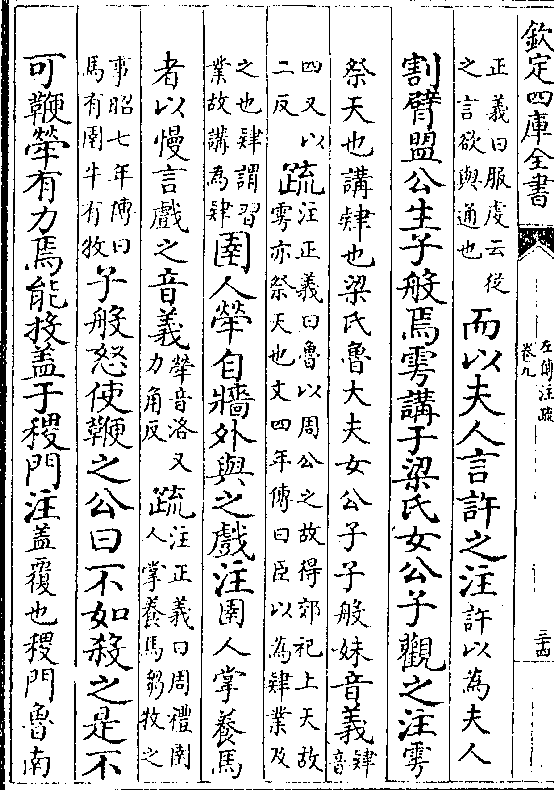 欽定四庫全書
左傳注疏
卷九
三十四
正義曰服虔云從
之言欲與通也
而以夫人言許之注許以為夫人
割臂盟公生子般焉雩講于梁氏女公子觀之注雩
祭天也講肄也梁氏魯大夫女公子子般妹音義肄
音
四又以
二反
疏注正義曰魯以周公之故得郊祀上天故
雩亦祭天也文四年傳曰臣以為肄業及
之也肄謂習
業故講為肄
圉人犖自牆外與之戲注圉人掌養馬
者以慢言戲之音義犖音洛又
力角反
疏注正義曰周禮圉
人掌養馬芻牧之
事昭七年傳曰
馬有圉牛有牧
子般怒使鞭之公曰不如殺之是不
可鞭犖有力焉能投蓋于稷門注蓋覆也稷門魯南